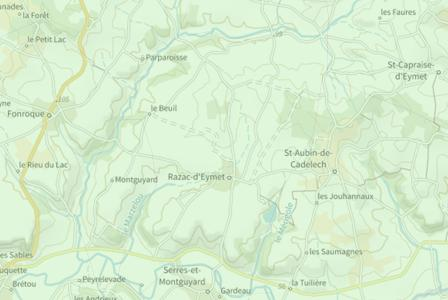 les Faures
la Forêt
le Petit Lac
Parparoisse
St-Capraise-
d'Eymet
le Beuil
Fonroque
St-Aubin-de-
Cadelech
le Rieu du Lac
Montguyard
Razac-d'Eymet
les Jouhannaux
les Saumagnes
les Sables
Serres-et-
Montguyard
Peyrelevade
la Tuilière
Brétou
Gardeau